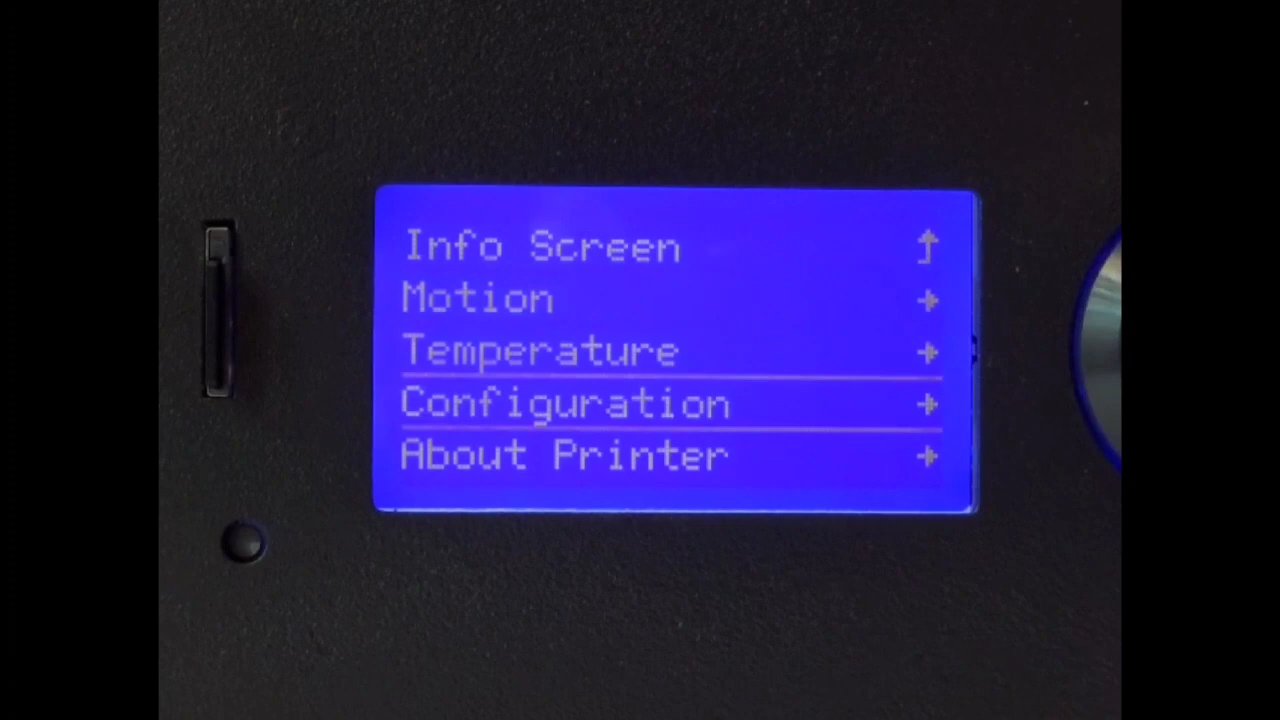 Info Screen
Motion
Temperature
Configuration
About Printer